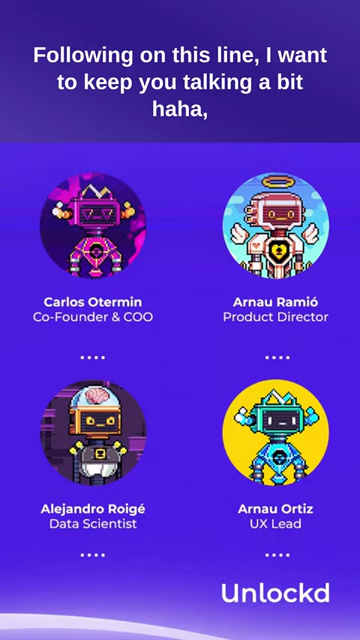 Following on this line, I want
to keep you talking a bit
haha,
Carlos Otermin
Co-Founder & COO
Arnau Ramió
Product Director
Alejandro Roigé
Data Scientist
Arnau Ortiz
UX Lead
Unlockd